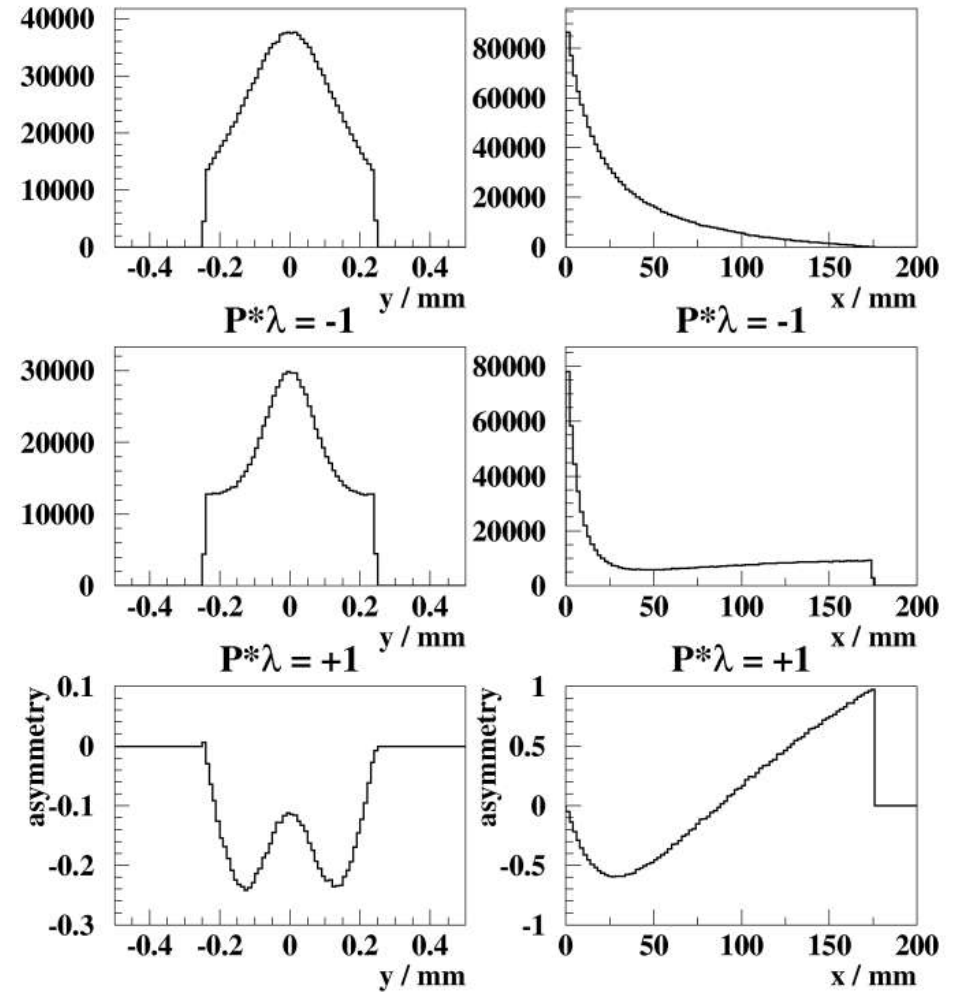 40000
30000
20000
10000
0
-0.4 -0.2 0 0.2 0.4
y / mm
P*λ = -1
80000
60000
40000
20000
0
0 50 100 150 200
x / mm
P*λ = -1
30000
20000
10000
0
-0.4 -0.2 0 0.2 0.4
y / mm
P*λ = +1
80000
60000
40000
20000
0
0 50 100 150 200
x / mm
P*λ = +1
asymmetry
0.1
0
-0.1
-0.2
-0.3
-0.4 -0.2 0 0.2 0.4
y / mm
asymmetry
1
0.5
0
-0.5
-1
0 50 100 150 200
x / mm